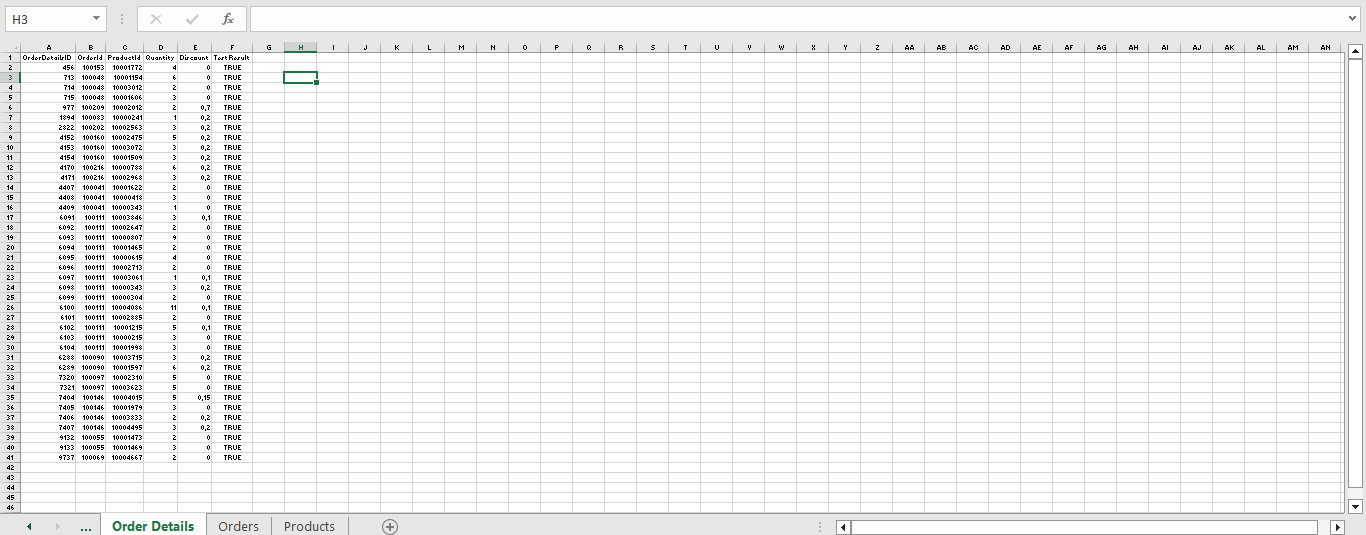 H3
fx
A B C D E F G H I J K L M N O P Q R S T U V W X Y Z AA AB AC AD AE AF AG AH AI AJ AK AL AM AN
1 OrderDetailsID OrderId ProductId Quantity Discount Test Result
2 456 100153 10001772 4 0 TRUE
3 713 100048 10001154 6 0 TRUE
4 714 100048 10003012 2 0 TRUE
5 715 100048 10001606 3 0 TRUE
6 977 100209 10002012 2 0,7 TRUE
7 1894 100083 10000241 1 0,2 TRUE
8 2822 100202 10002563 3 0,2 TRUE
9 4152 100160 10002475 5 0,2 TRUE
10 4153 100160 10003072 3 0,2 TRUE
11 4154 100160 10001509 3 0,2 TRUE
12 4170 100216 10000788 6 0,2 TRUE
13 4171 100216 10002968 3 0,2 TRUE
14 4407 100041 10001622 2 0 TRUE
15 4408 100041 10000418 3 0 TRUE
16 4409 100041 10000343 1 0 TRUE
17 6091 100111 10003846 3 0,1 TRUE
18 6092 100111 10002647 2 0 TRUE
19 6093 100111 10000807 9 0 TRUE
20 6094 100111 10001465 2 0 TRUE
21 6095 100111 10000615 4 0 TRUE
22 6096 100111 10002713 2 0 TRUE
23 6097 100111 10003061 1 0,1 TRUE
24 6098 100111 10000343 3 0,2 TRUE
25 6099 100111 10000304 2 0 TRUE
26 6100 100111 10004086 11 0,1 TRUE
27 6101 100111 10002885 2 0 TRUE
28 6102 100111 10001215 5 0,1 TRUE
29 6103 100111 10000215 3 0 TRUE
30 6104 100111 10001998 3 0 TRUE
31 6288 100090 10003715 3 0,2 TRUE
32 6289 100090 10001597 6 0,2 TRUE
33 7320 100097 10002310 5 0 TRUE
34 7321 100097 10003623 5 0 TRUE
35 7404 100146 10004015 5 0,15 TRUE
36 7405 100146 10001979 3 0 TRUE
37 7406 100146 10003833 2 0,2 TRUE
38 7407 100146 10004495 3 0,2 TRUE
39 9132 100055 10001473 2 0 TRUE
40 9133 100055 10001469 3 0 TRUE
41 9737 100069 10004667 2 0 TRUE
42
43
44
45
46
... Order Details Orders Products